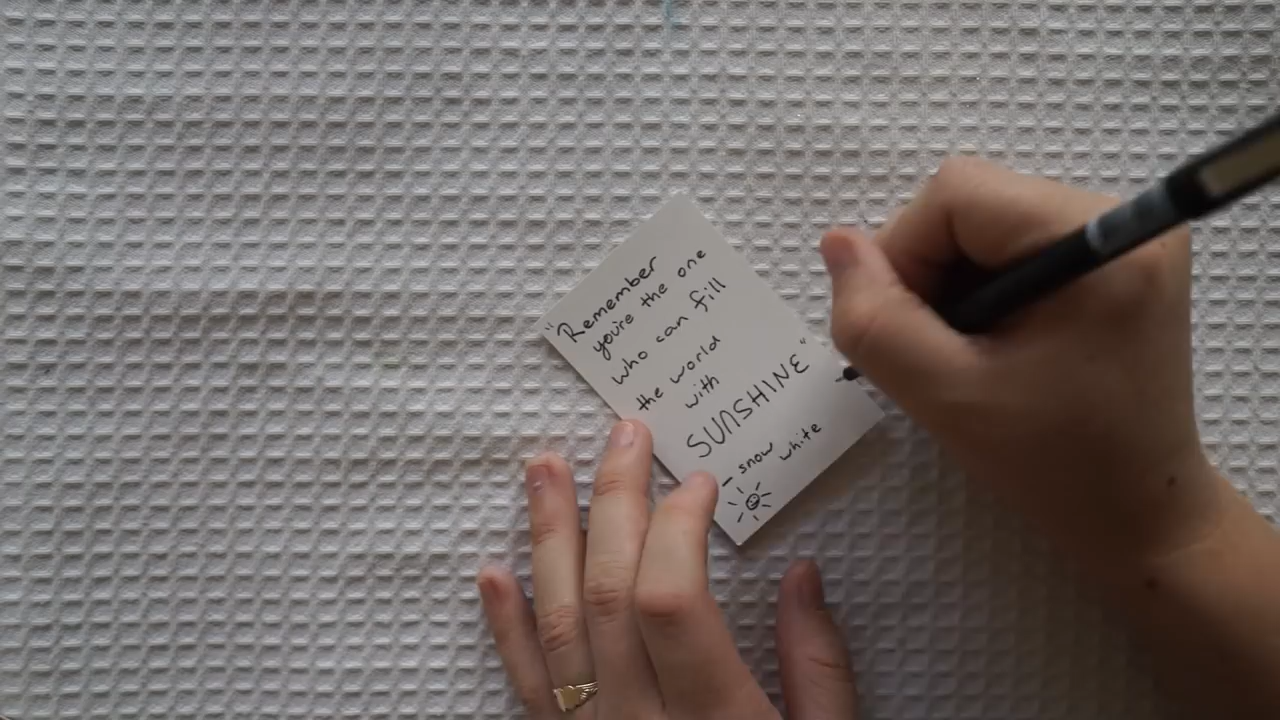 "Remember
you're the one
who can fill
the world
with
SUNSHINE"
- snow white